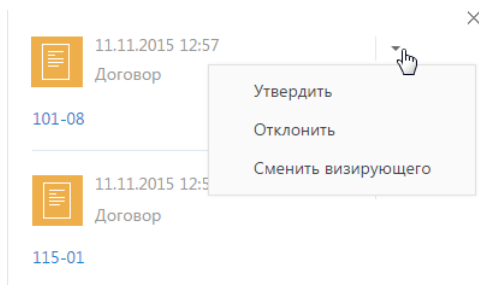 11.11.2015 12:57
Договор
Утвердить
101-08
Отклонить
Сменить визирующего
11.11.2015 12:5
Договор
115-01